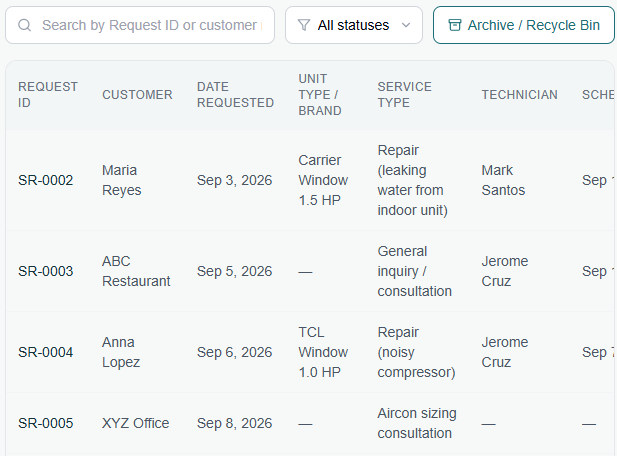 Search by Request ID or customer
All statuses
Archive / Recycle Bin
REQUEST ID
CUSTOMER
DATE REQUESTED
UNIT TYPE / BRAND
SERVICE TYPE
TECHNICIAN
SCHE
SR-0002
Maria Reyes
Sep 3, 2026
Carrier Window 1.5 HP
Repair (leaking water from indoor unit)
Mark Santos
Sep
SR-0003
ABC Restaurant
Sep 5, 2026
—
General inquiry / consultation
Jerome Cruz
Sep
SR-0004
Anna Lopez
Sep 6, 2026
TCL Window 1.0 HP
Repair (noisy compressor)
Jerome Cruz
Sep
SR-0005
XYZ Office
Sep 8, 2026
—
Aircon sizing consultation
—
—